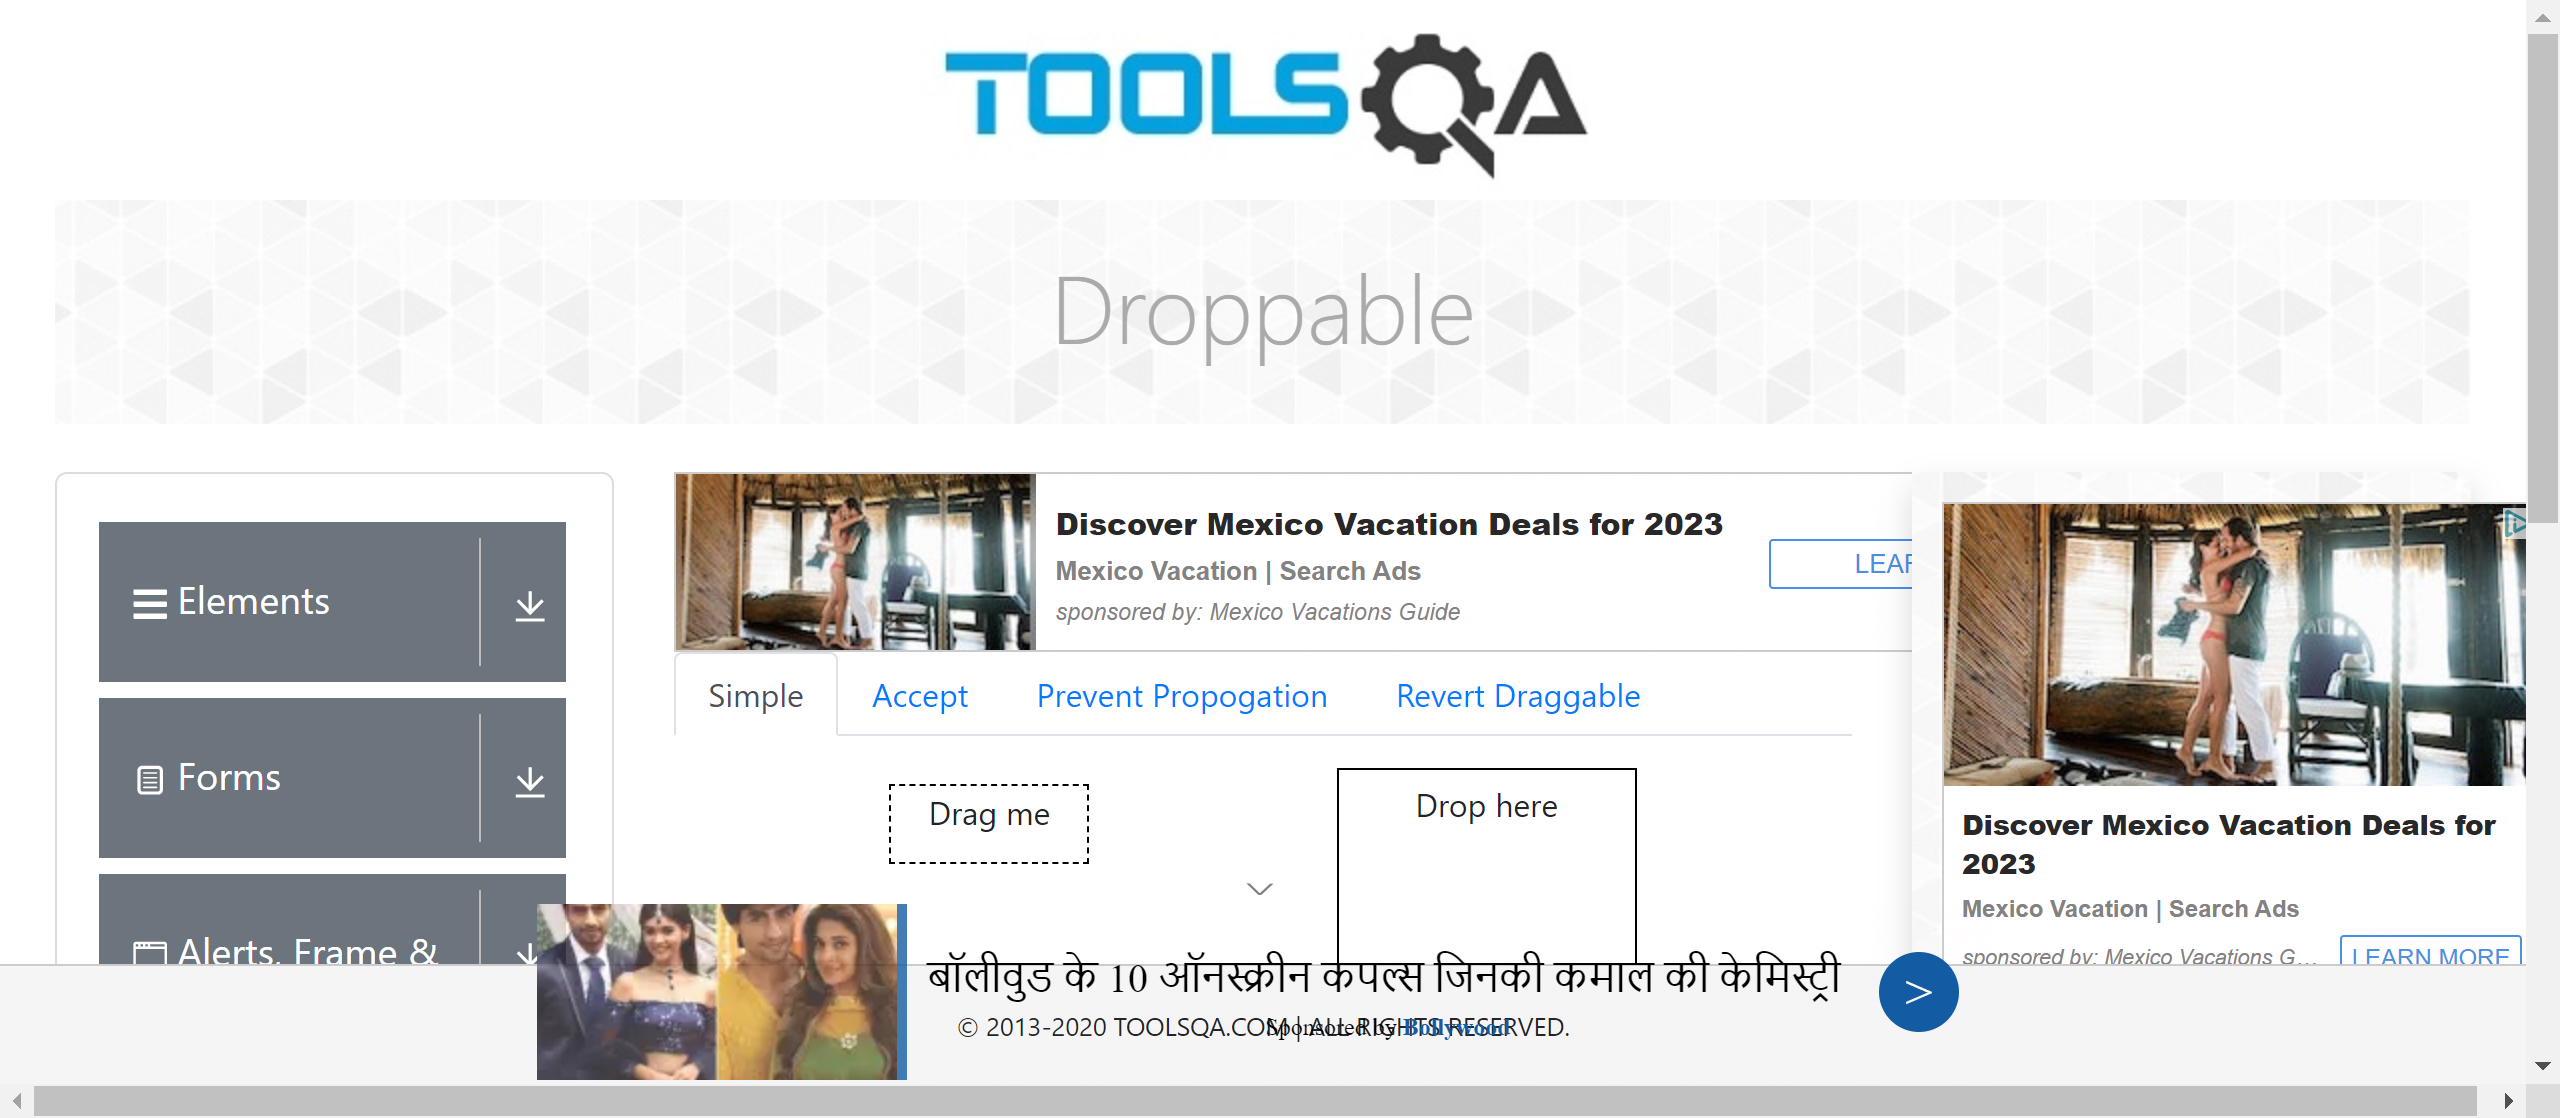 TOOLSQA
Droppable
Elements
Forms
Alerts, Frame &
Discover Mexico Vacation Deals for 2023
Mexico Vacation | Search Ads
sponsored by: Mexico Vacations Guide
LEAR
Simple
Accept
Prevent Propogation
Revert Draggable
Drag me
Drop here
Discover Mexico Vacation Deals for
2023
Mexico Vacation | Search Ads
sponsored by: Mexico Vacations G...
LEARN MORE
बॉलीवुड के 10 ऑनस्क्रीन कपल्स जिनकी कमाल की केमिस्ट्री
© 2013-2020 TOOLSQA.COM | ALL RIGHTS RESERVED.
Sponsored by Bollywood